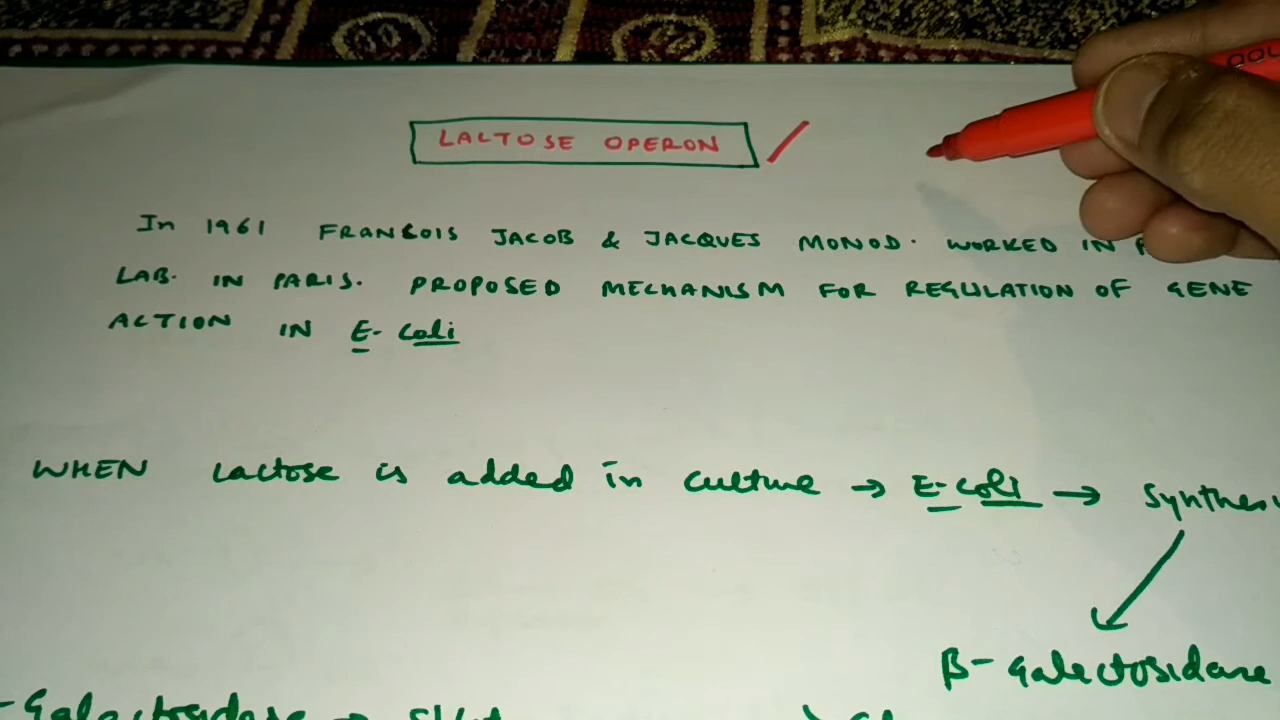 LACTOSE OPERON
In 1961 FRANCOIS JACOB & JACQUES MONOD. WORKED IN
LAB. IN PARIS. PROPOSED MECHANISM FOR REGULATION OF GENE
ACTION IN E-Coli
WHEN Lactose is added in culture → E-coli → Synthesi
β-Galactosidase